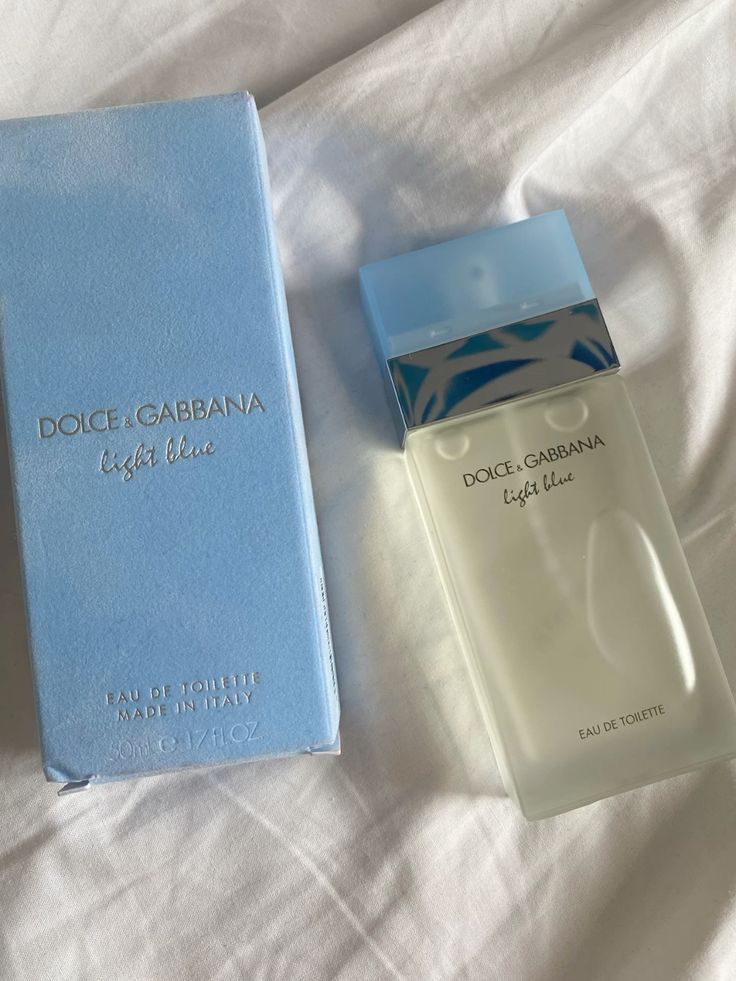 DOLCE & GABBANA
light blue
EAU DE TOILETTE
MADE IN ITALY
50ml e 1.7 FL.OZ.
DOLCE & GABBANA
light blue
EAU DE TOILETTE